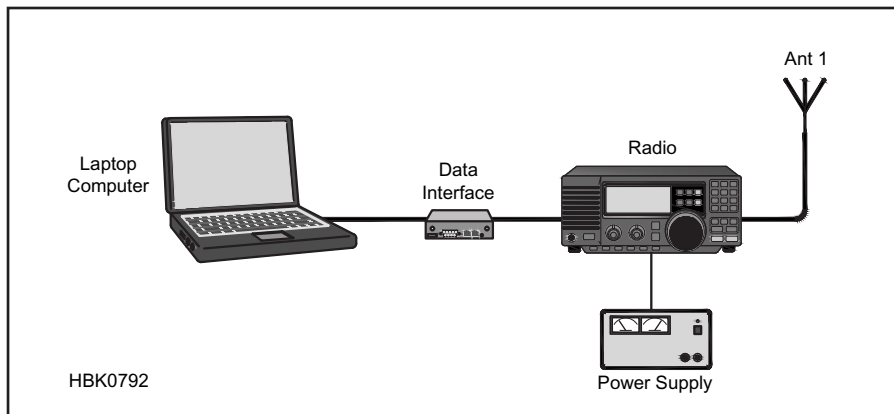 Ant 1
Radio
Laptop
Computer
Data
Interface
HBK0792
Power Supply